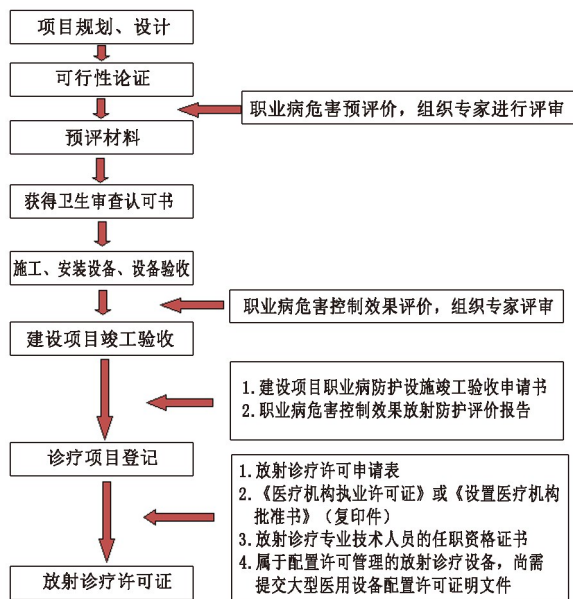 项目规划、设计
可行性论证
职业病危害预评价，组织专家进行评审
预评材料
获得卫生审查认可书
施工、安装设备、设备验收
职业病危害控制效果评价，组织专家评审
建设项目竣工验收
1.建设项目职业病防护设施竣工验收申请书
2.职业病危害控制效果放射防护评价报告
诊疗项目登记
1.放射诊疗许可申请表
2.《医疗机构执业许可证》或《设置医疗机构
批准书》（复印件）
3.放射诊疗专业技术人员的任职资格证书
4.属于配置许可管理的放射诊疗设备，尚需
提交大型医用设备配置许可证明文件
放射诊疗许可证